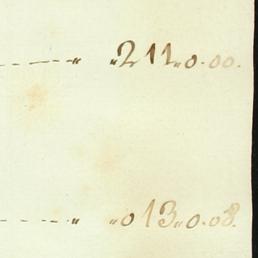 - - - - - " „ 211„0.00.
- - - - - " „013„0.08.